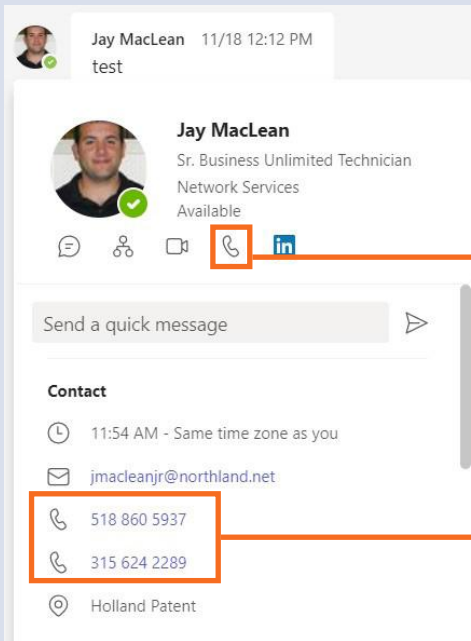 Jay MacLean 11/18 12:12 PM
test
Jay MacLean
Sr. Business Unlimited Technician
Network Services
Available
in
Send a quick message
Contact
11:54 AM - Same time zone as you
jmacleanjr@northland.net
518 860 5937
315 624 2289
Holland Patent